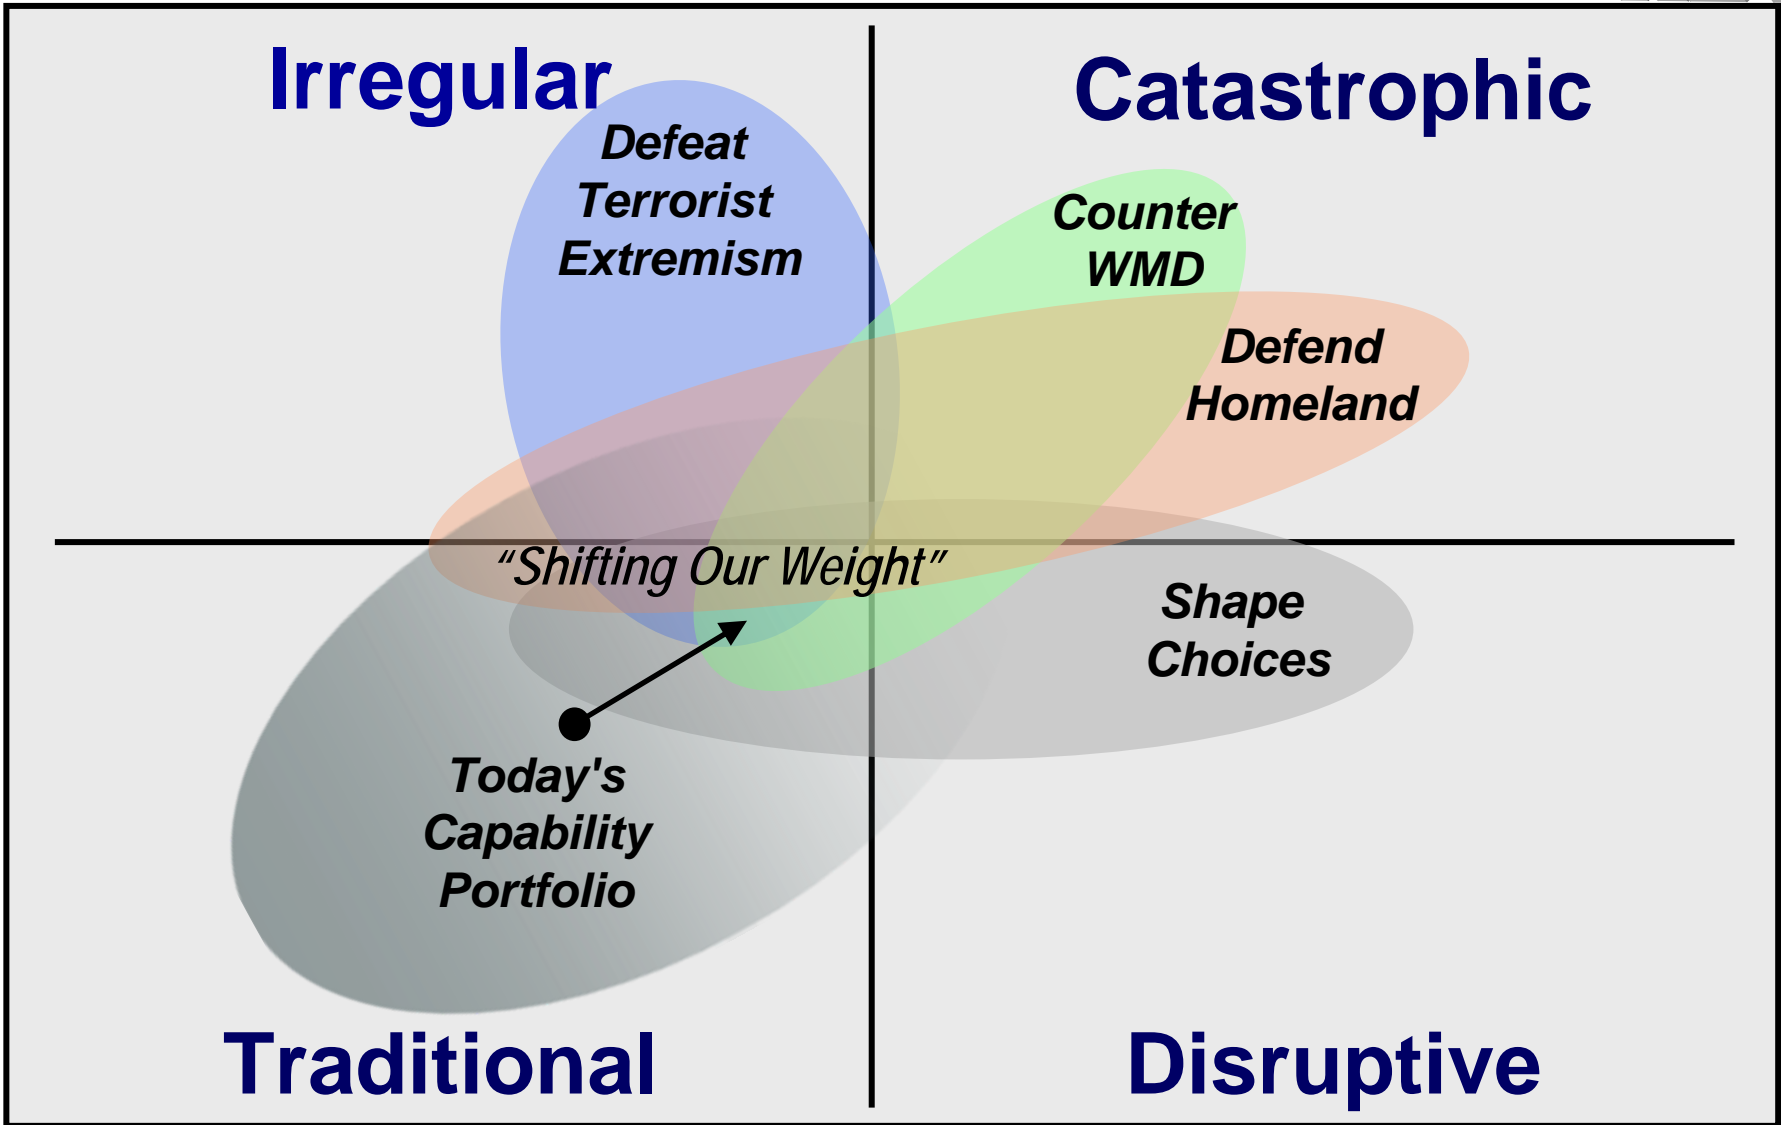 Irregular
Catastrophic
Defeat
Terrorist
Extremism
Counter
WMD
Defend
Homeland
“Shifting Our Weight”
Shape
Choices
Today's
Capability
Portfolio
Traditional
Disruptive